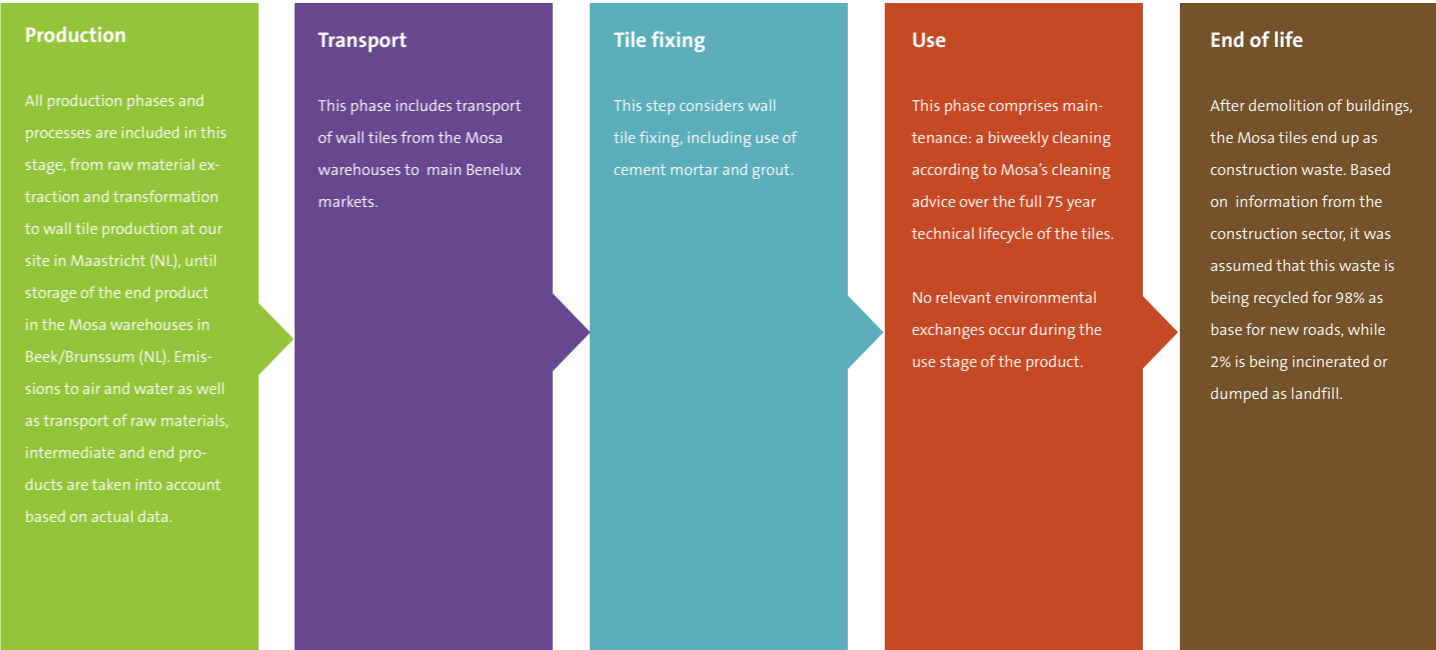 Production
All production phases and
processes are included in this
stage, from raw material ex-
traction and transformation
to wall tile production at our
site in Maastricht (NL), until
storage of the end product
in the Mosa warehouses in
Beek/Brunssum (NL). Emis-
sions to air and water as well
as transport of raw materials,
intermediate and end pro-
ducts are taken into account
based on actual data.
Transport
This phase includes transport
of wall tiles from the Mosa
warehouses to  main Benelux
markets.
Tile fixing
This step considers wall
tile fixing, including use of
cement mortar and grout.
Use
This phase comprises main-
tenance: a biweekly cleaning
according to Mosa's cleaning
advice over the full 75 year
technical lifecycle of the tiles.
No relevant environmental
exchanges occur during the
use stage of the product.
End of life
After demolition of buildings,
the Mosa tiles end up as
construction waste. Based
on  information from the
construction sector, it was
assumed that this waste is
being recycled for 98% as
base for new roads, while
2% is being incinerated or
dumped as landfill.